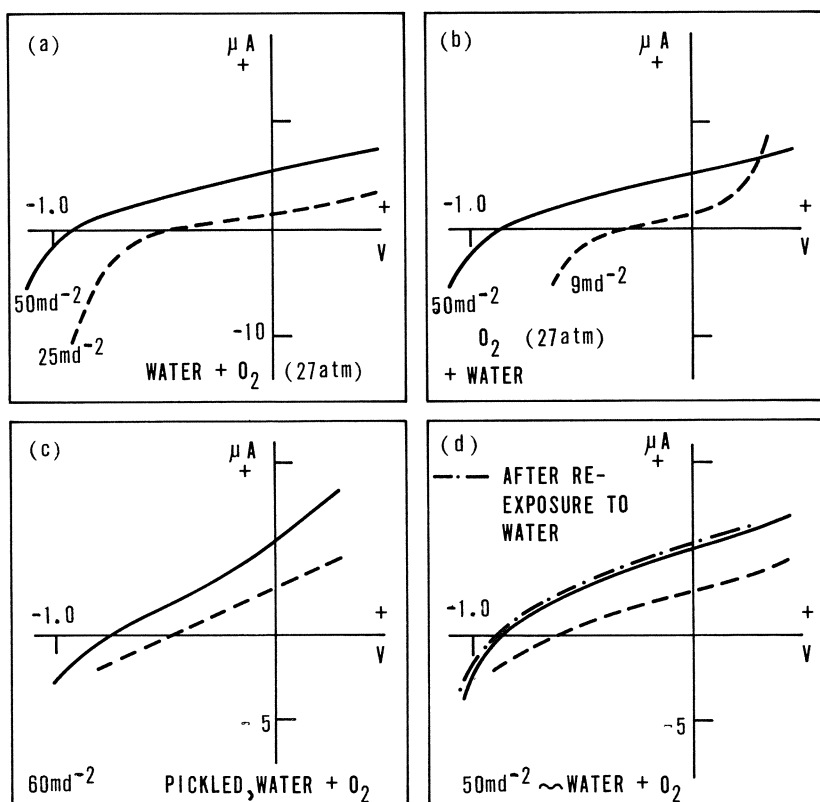 (a)
μA
+
-1.0
+
V
50md⁻²
25md⁻²
-10
WATER + O₂ (27atm)
(b)
μA
+
-1.0
+
V
50md⁻²
9md⁻²
O₂ (27atm)
+ WATER
(c)
μA
+
-1.0
+
V
-5
60md⁻²
PICKLED, WATER + O₂
(d)
μA
+
AFTER RE-
EXPOSURE TO
WATER
-1.0
+
V
-5
50md⁻² ~ WATER + O₂